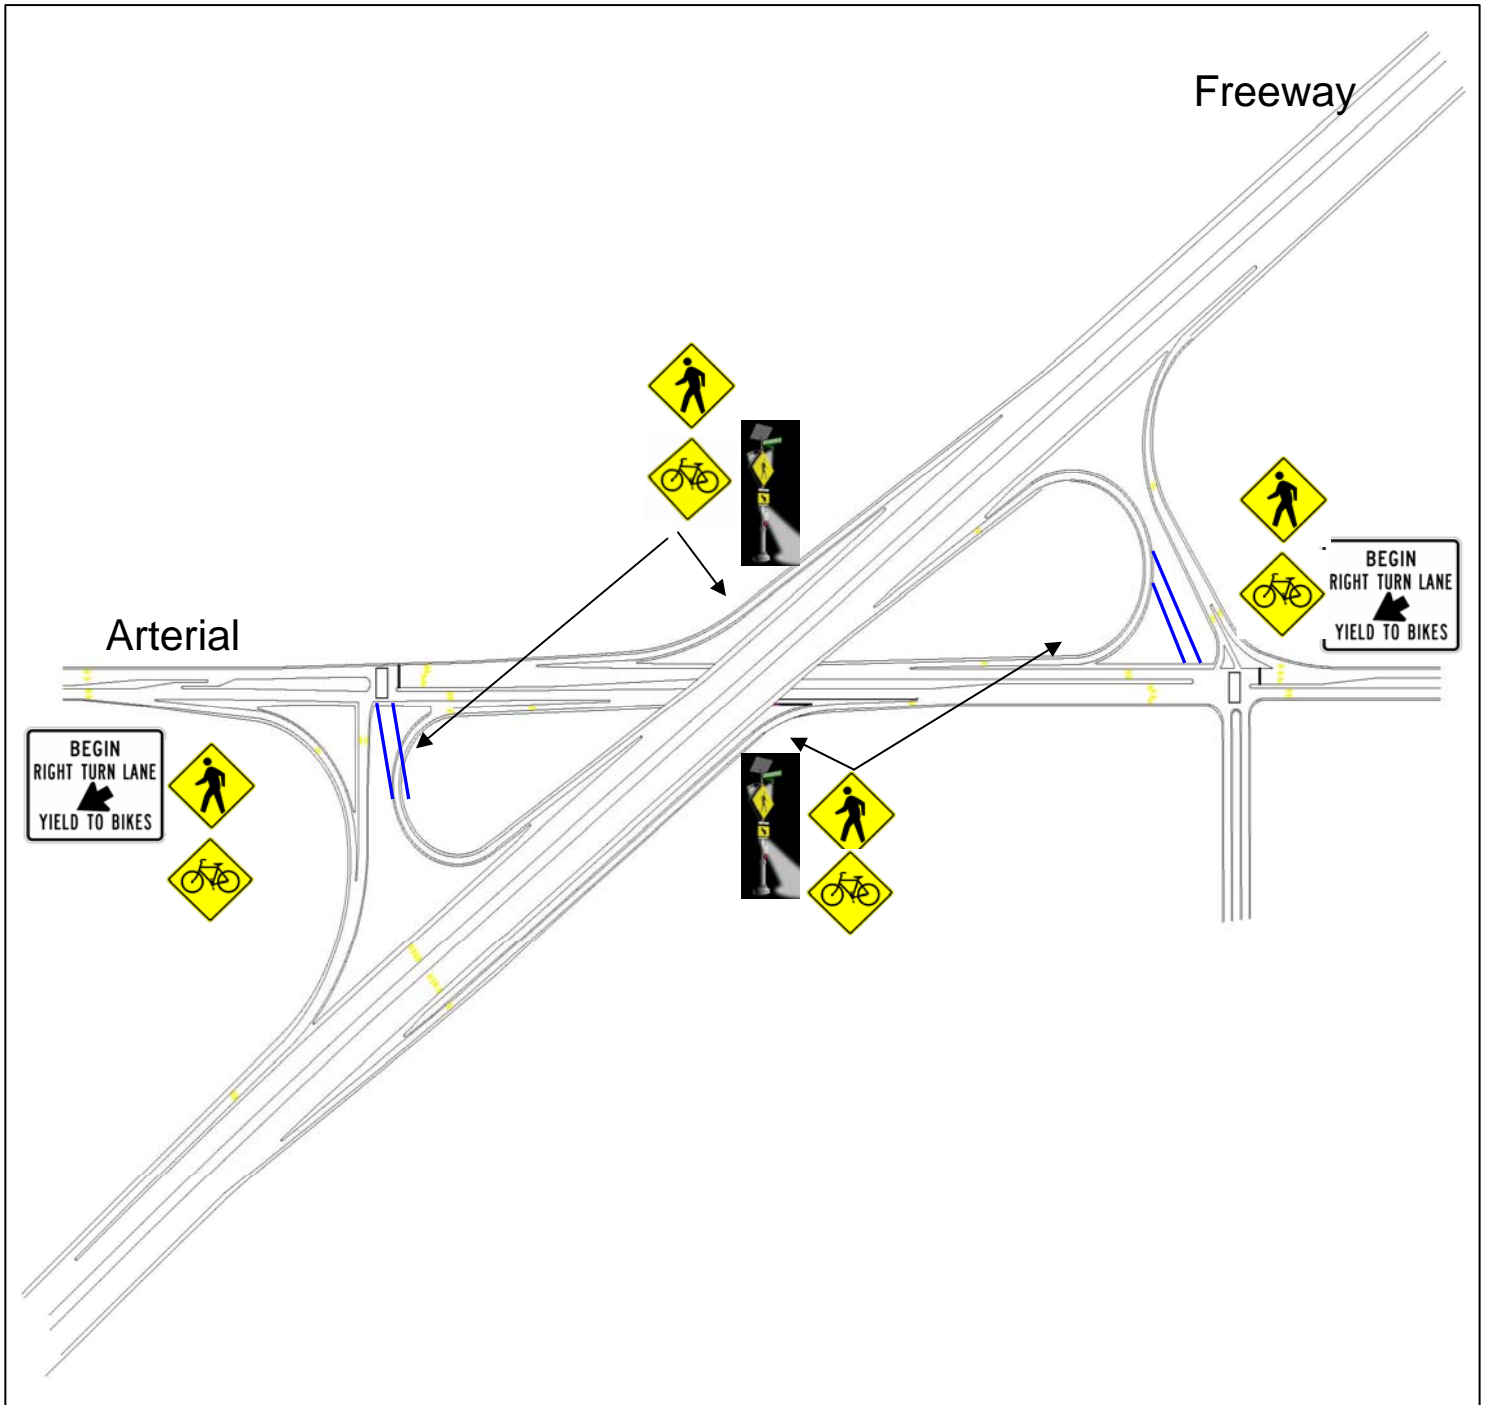 Freeway
Arterial
BEGIN
RIGHT TURN LANE
YIELD TO BIKES
BEGIN
RIGHT TURN LANE
YIELD TO BIKES